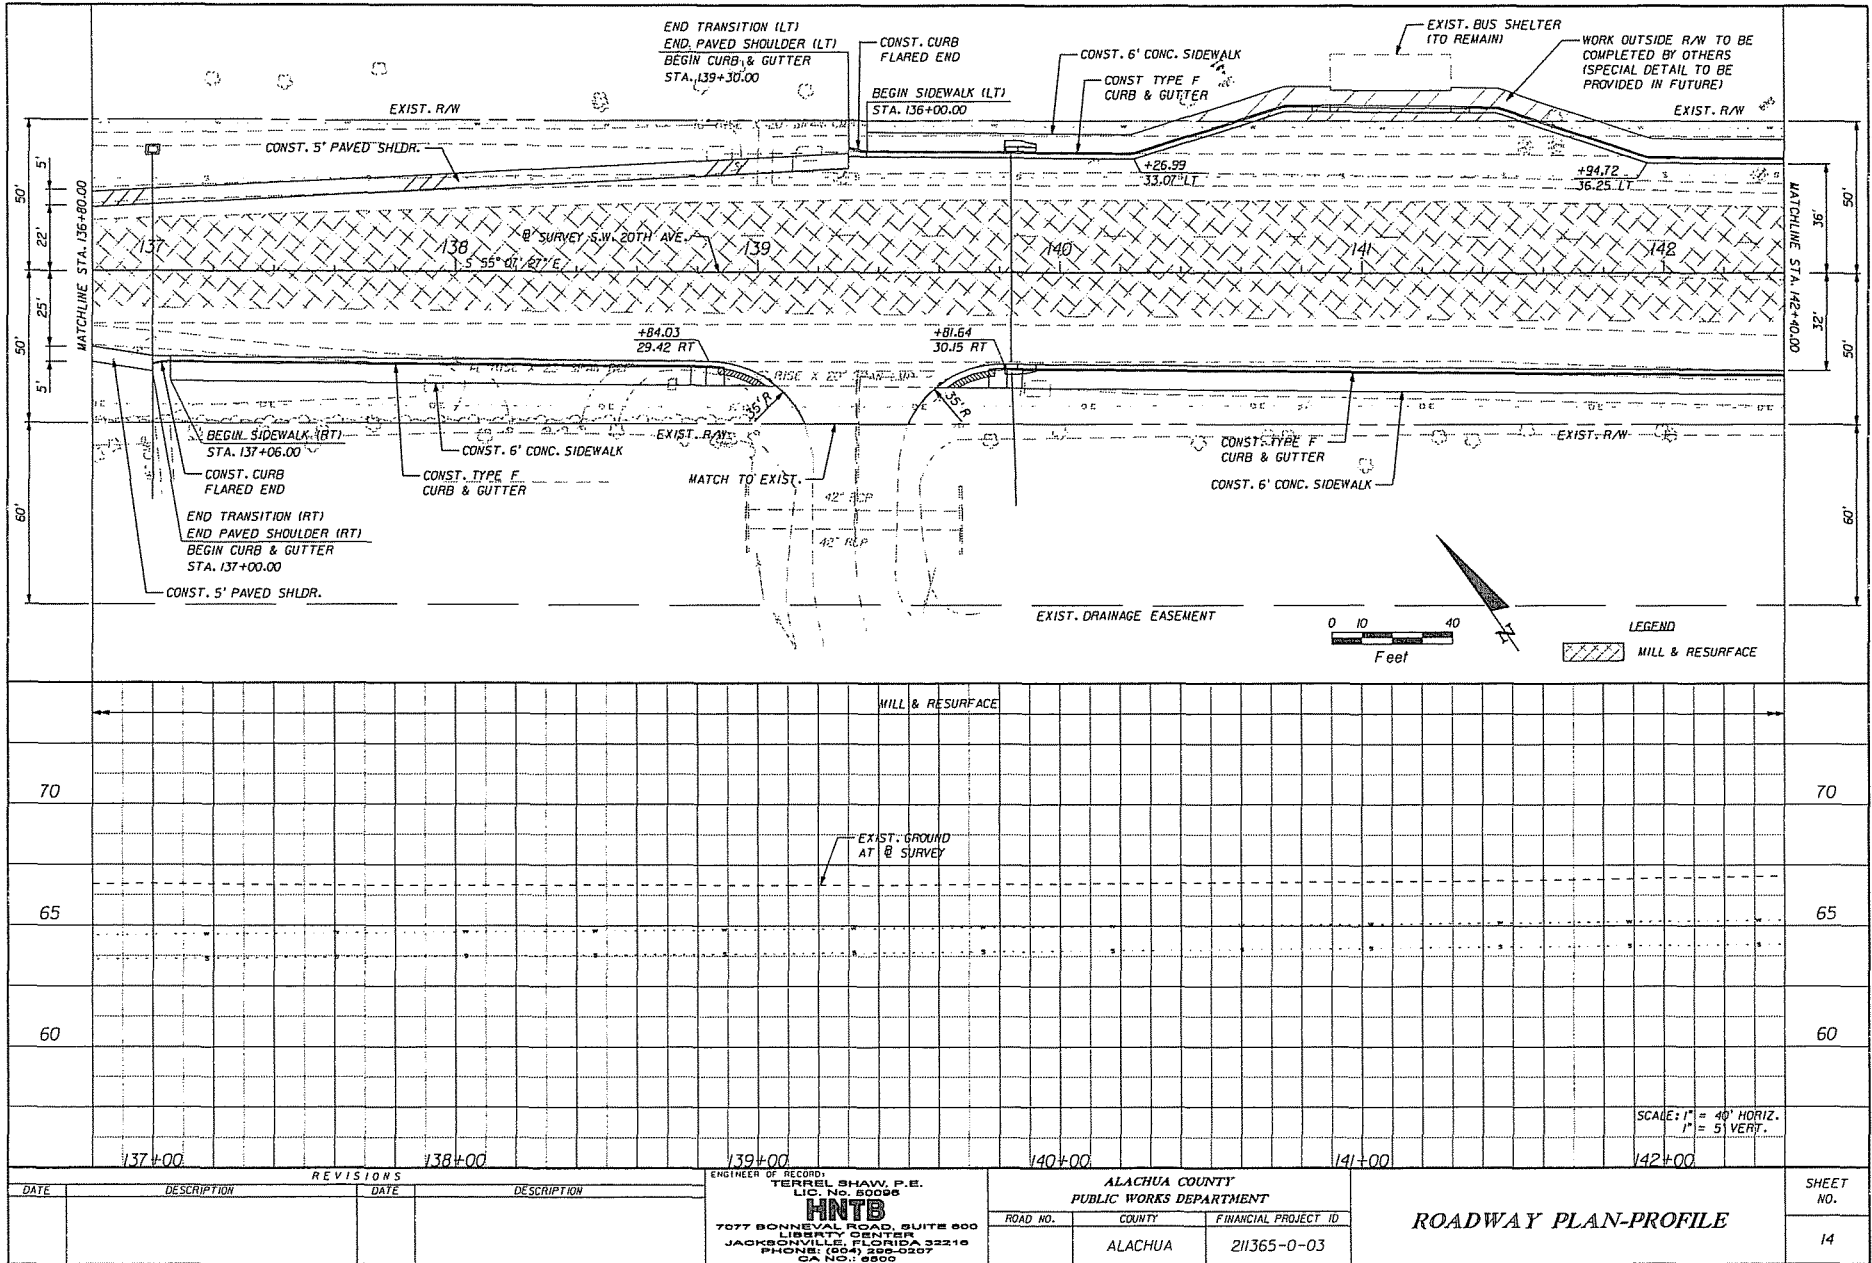 END TRANSITION (LT)
END PAVED SHOULDER (LT)
BEGIN CURB & GUTTER
STA. 139+30.00
CONST. CURB
FLARED END
BEGIN SIDEWALK (LT)
STA. 136+00.00
CONST. 6' CONC. SIDEWALK
CONST TYPE F
CURB & GUTTER
EXIST. BUS SHELTER
(TO REMAIN)
WORK OUTSIDE R/W TO BE
COMPLETED BY OTHERS
(SPECIAL DETAIL TO BE
PROVIDED IN FUTURE)
EXIST. R/W
EXIST. R/W
CONST. 5' PAVED SHLDR.
+26.99
33.07' LT
+94.72
36.25 LT
50'
5'
22'
25'
50'
5'
60'
MATCHLINE STA. 136+80.00
137
138
139
140
141
142
SURVEY S.W. 20TH AVE.
S 55° 07' 27" E
MATCHLINE STA. 142+40.00
36'
50'
32'
50'
60'
+84.03
29.42 RT
+81.64
30.15 RT
35' R
35' R
BEGIN SIDEWALK (RT)
STA. 137+06.00
CONST. CURB
FLARED END
END TRANSITION (RT)
END PAVED SHOULDER (RT)
BEGIN CURB & GUTTER
STA. 137+00.00
CONST. 5' PAVED SHLDR.
CONST. 6' CONC. SIDEWALK
CONST. TYPE F
CURB & GUTTER
EXIST. R/W
MATCH TO EXIST.
42" RCP
42" RCP
CONST. TYPE F
CURB & GUTTER
CONST. 6' CONC. SIDEWALK
EXIST. R/W
EXIST. DRAINAGE EASEMENT
0 10 40
Feet
N
LEGEND
MILL & RESURFACE
MILL & RESURFACE
EXIST. GROUND
AT SURVEY
70
65
60
70
65
60
SCALE: 1" = 40' HORIZ.
1" = 5' VERT.
137+00 138+00 139+00 140+00 141+00 142+00
REVISIONS
DATE DESCRIPTION DATE DESCRIPTION
ENGINEER OF RECORD:
TERREL SHAW, P.E.
LIC. No. 50096
HNTB
7077 BONNEVAL ROAD, SUITE 600
LIBERTY CENTER
JACKSONVILLE, FLORIDA 32216
PHONE: (904) 296-0207
CA NO.: 6500
ALACHUA COUNTY
PUBLIC WORKS DEPARTMENT
ROAD NO. COUNTY FINANCIAL PROJECT ID
ALACHUA 211365-0-03
ROADWAY PLAN-PROFILE
SHEET
NO.
14